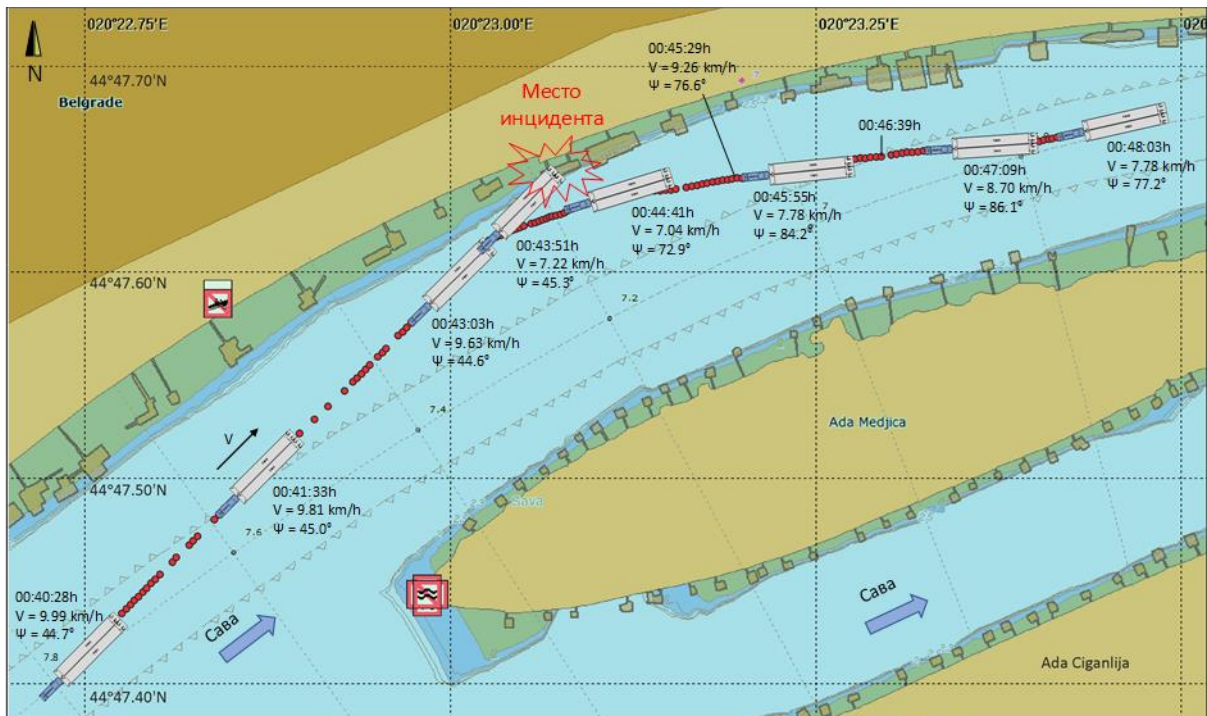 020°22.75'E
020°23.00'E
020°23.25'E
020
N
44°47.70'N
Belgrade
Место
инцидента
00:45:29h
V = 9.26 km/h
Ψ = 76.6°
00:46:39h
00:48:03h
V = 7.78 km/h
Ψ = 77.2°
00:47:09h
V = 8.70 km/h
Ψ = 86.1°
00:45:55h
V = 7.78 km/h
Ψ = 84.2°
00:44:41h
V = 7.04 km/h
Ψ = 72.9°
00:43:51h
V = 7.22 km/h
Ψ = 45.3°
44°47.60'N
7.2
00:43:03h
V = 9.63 km/h
Ψ = 44.6°
7.4
Ada Medjica
V
44°47.50'N
00:41:33h
V = 9.81 km/h
Ψ = 45.0°
Sava
7.6
00:40:28h
V = 9.99 km/h
Ψ = 44.7°
7.8
Сава
Сава
Ada Ciganlija
44°47.40'N